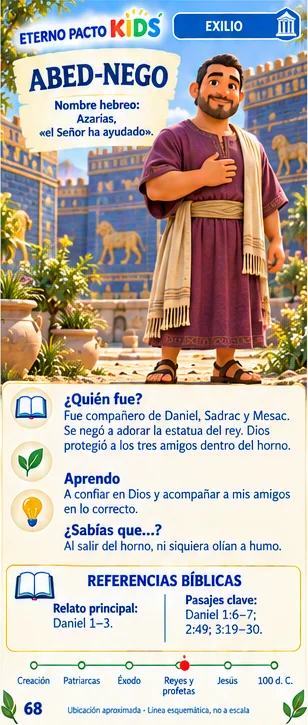 ETERNO PACTO KIDS
EXILIO
ABED-NEGO
Nombre hebreo:
Azarías,
«el Señor ha ayudado».
¿Quién fue?
Fue compañero de Daniel, Sadrac y Mesac.
Se negó a adorar la estatua del rey. Dios
protegió a los tres amigos dentro del horno.
Aprendo
A confiar en Dios y acompañar a mis amigos
en lo correcto.
¿Sabías que...?
Al salir del horno, ni siquiera olían a humo.
REFERENCIAS BÍBLICAS
Relato principal:
Daniel 1–3.
Pasajes clave:
Daniel 1:6–7;
2:49; 3:19–30.
Creación
Patriarcas
Éxodo
Reyes y
profetas
Jesús
100 d. C.
68
Ubicación aproximada - Línea esquemática, no a escala